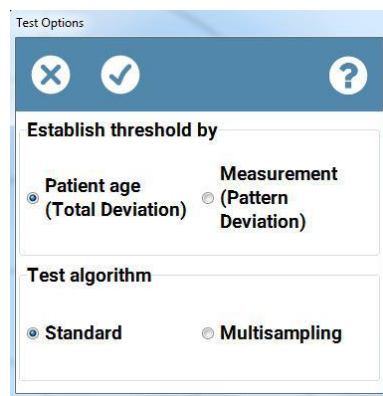 Test Options
?
Establish threshold by
Patient age
(Total Deviation)
Measurement
(Pattern
Deviation)
Test algorithm
Standard
Multisampling